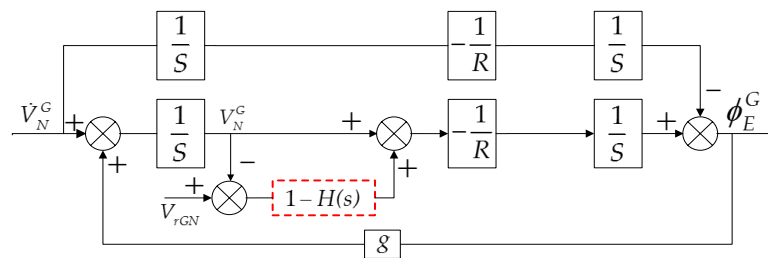 1/S -1/R 1/S
−
V̇_N^G + + 1/S V_N^G + + -1/R 1/S + ϕ_E^G
−
+ V_rGN 1 − H(s)
g